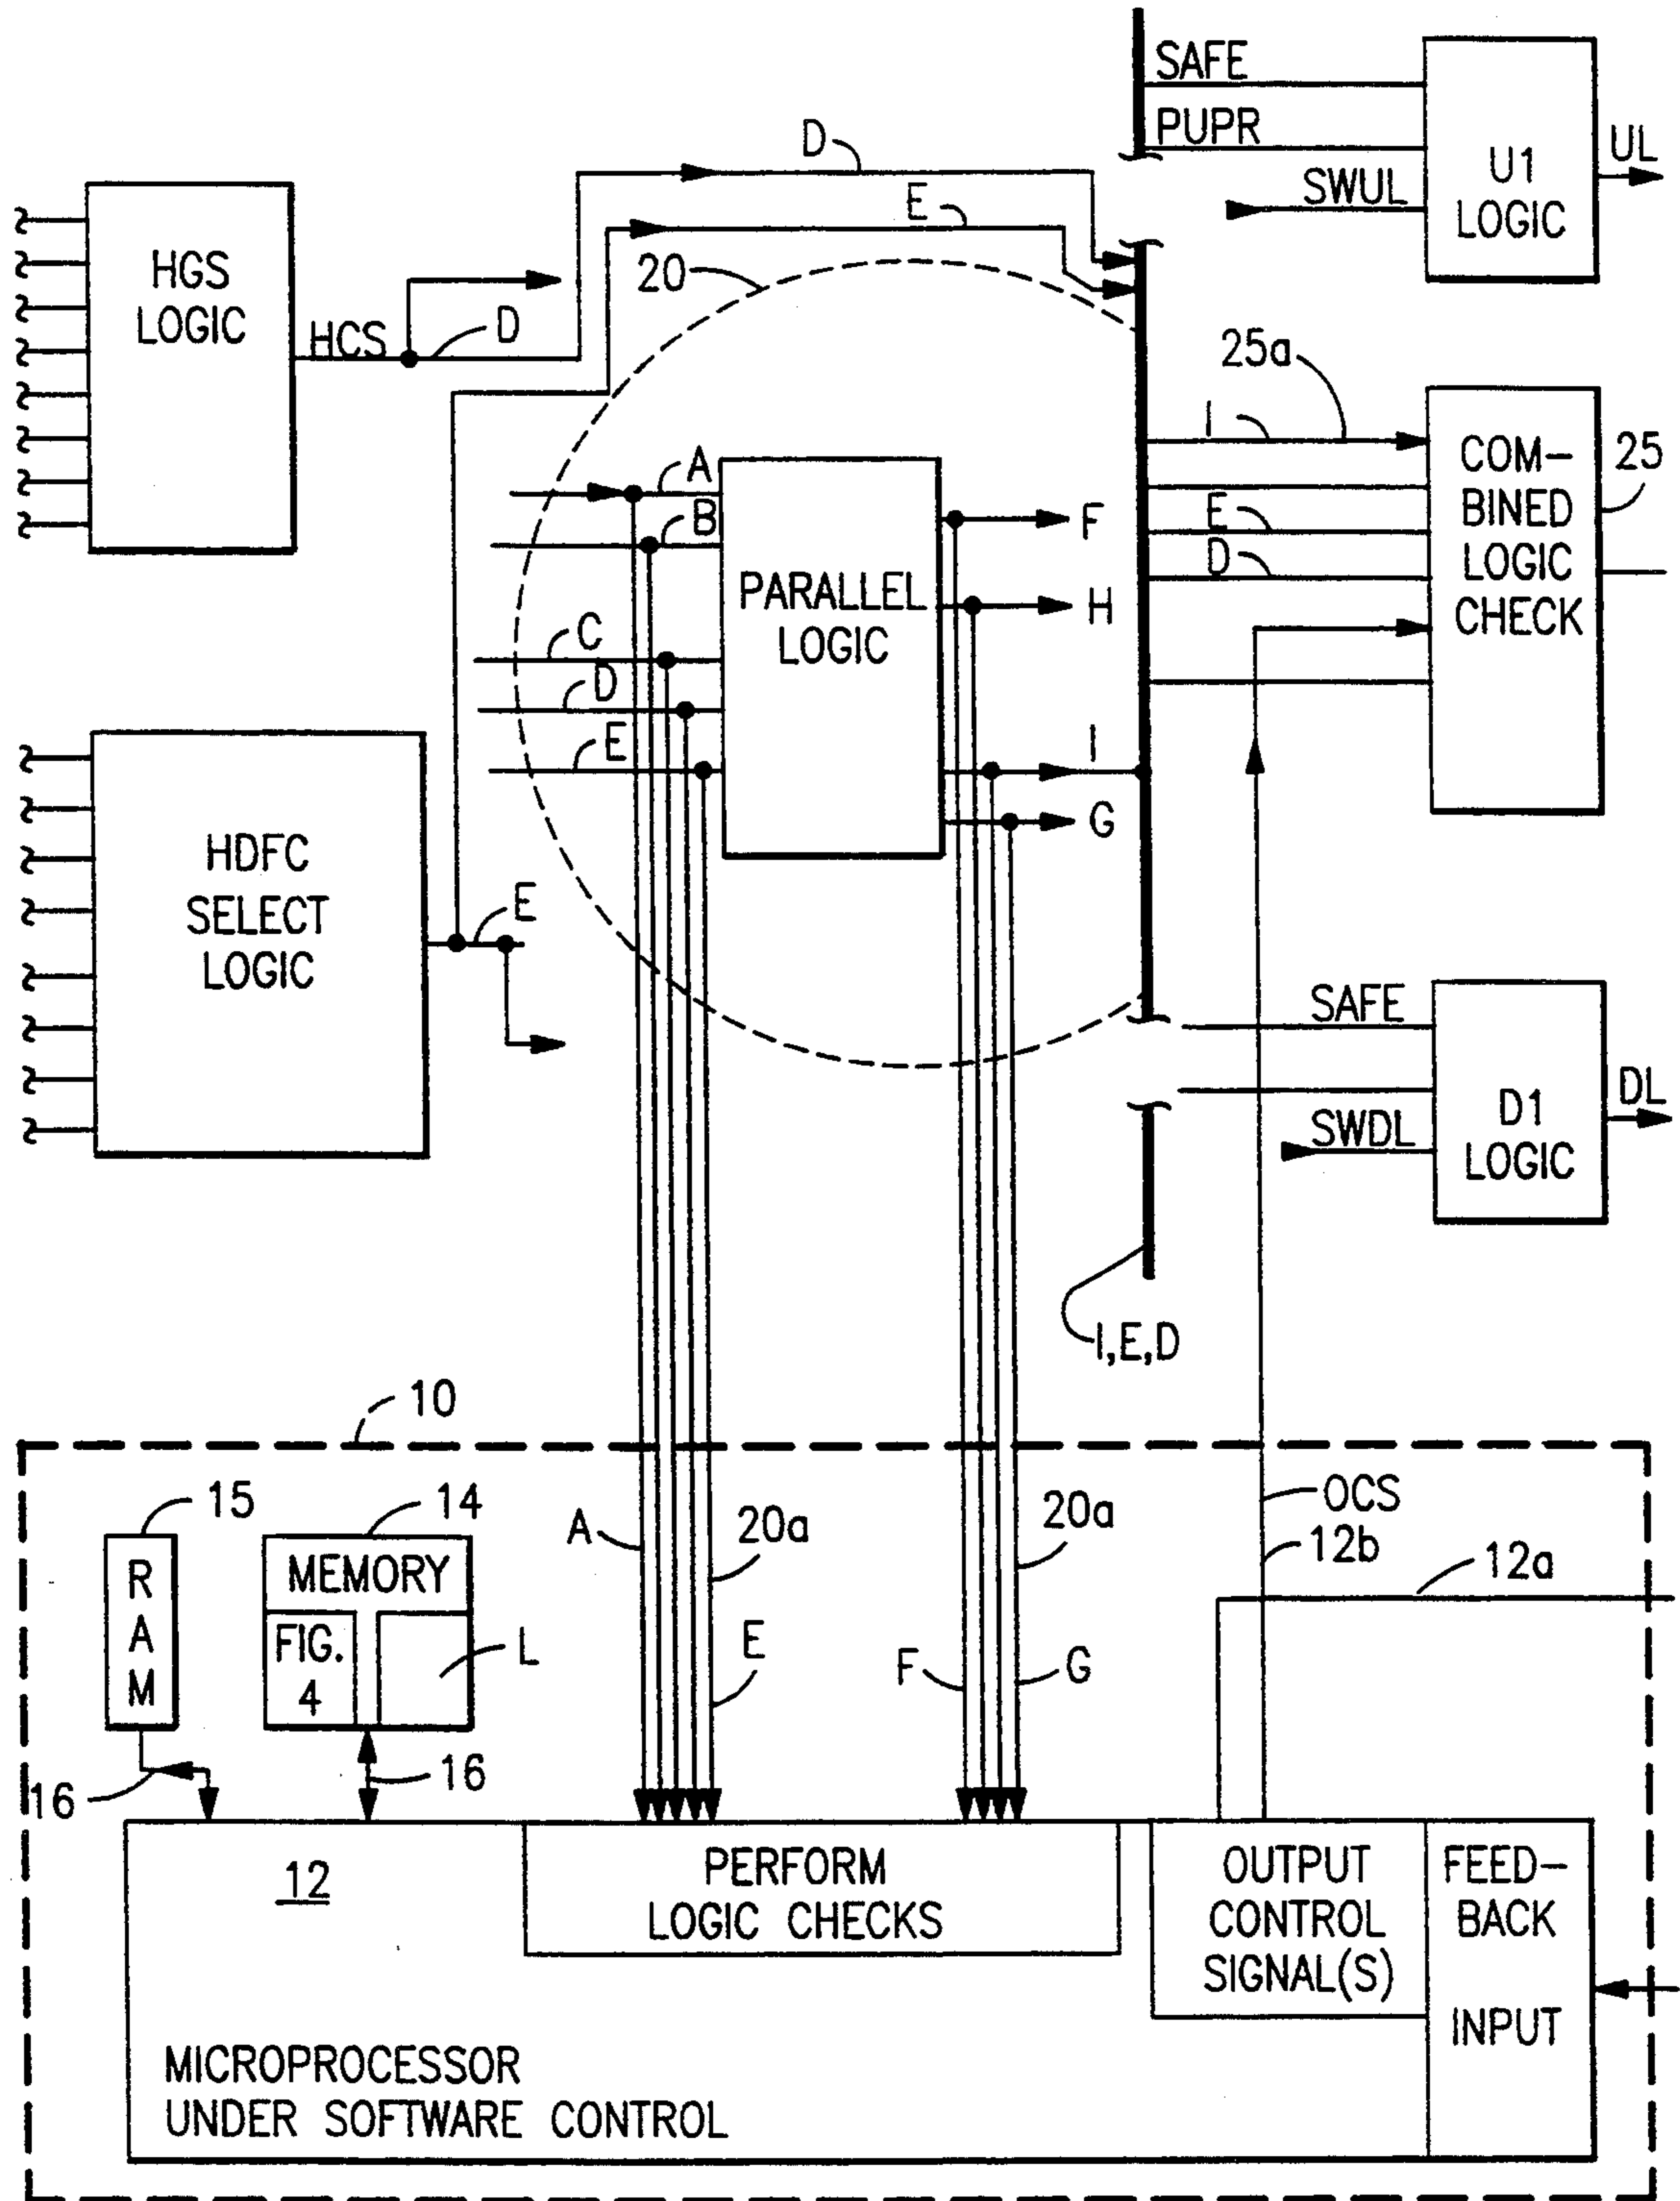 SAFE
PUPR
SWUL
U1
LOGIC
UL
D
E
20
HGS
LOGIC
HCS
D
25a
I
E
D
COM-
BINED
LOGIC
CHECK
25
A
B
C
D
E
PARALLEL
LOGIC
F
H
I
G
HDFC
SELECT
LOGIC
E
SAFE
SWDL
D1
LOGIC
DL
I,E,D
10
15
RAM
14
MEMORY
FIG.
4
L
16
16
A
20a
E
F
20a
G
OCS
12b
12a
12
PERFORM
LOGIC CHECKS
OUTPUT
CONTROL
SIGNAL(S)
FEED-
BACK
INPUT
MICROPROCESSOR
UNDER SOFTWARE CONTROL